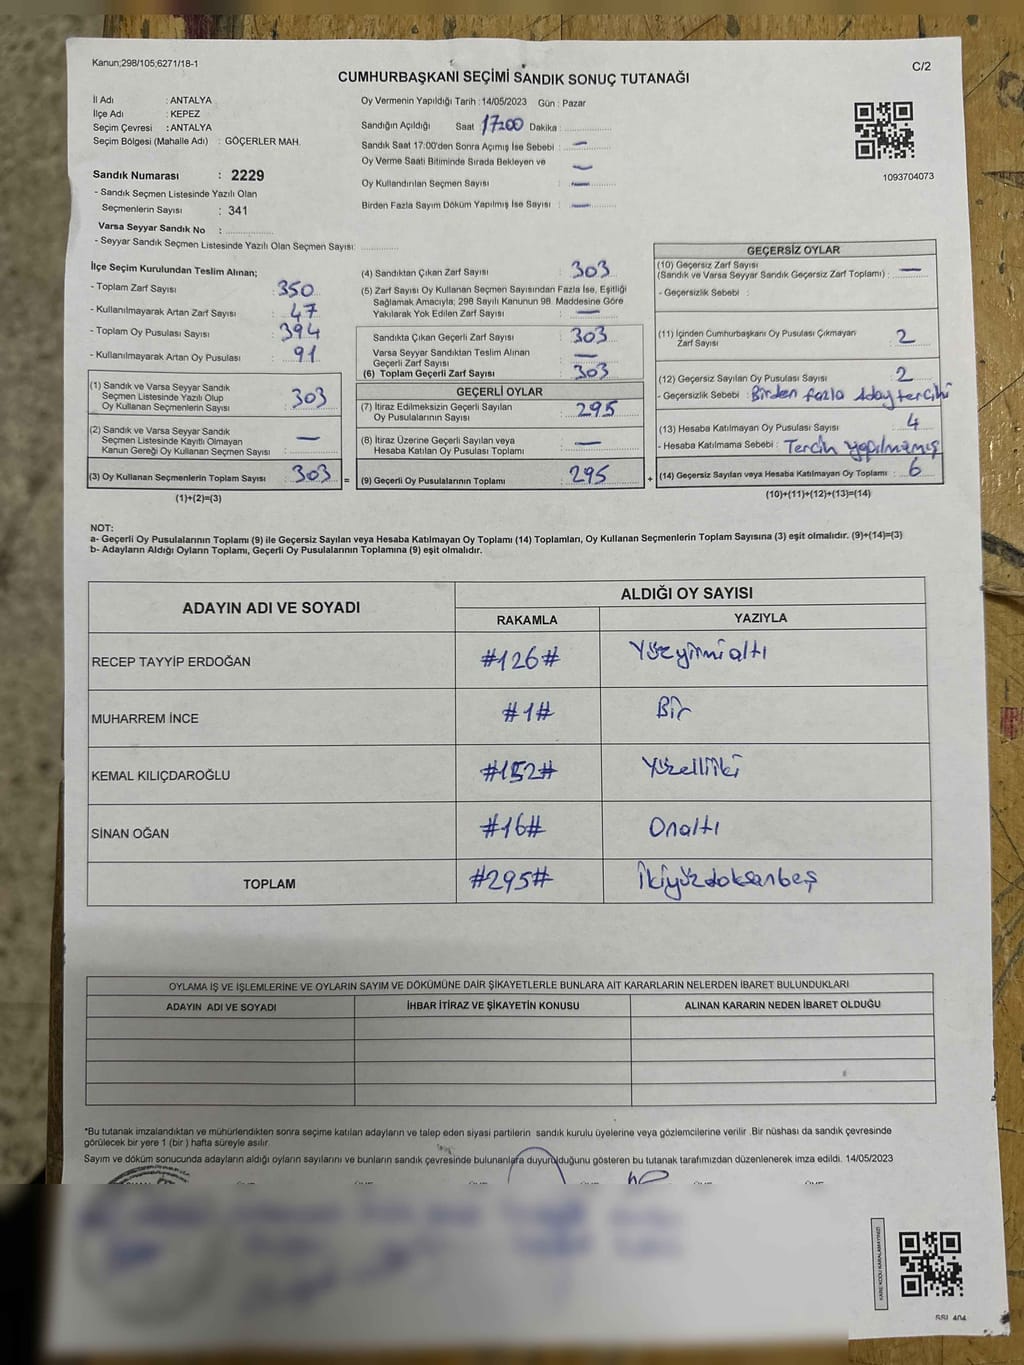 Kanun;298/105;6271/18-1
C/2
CUMHURBAŞKANI SEÇİMİ SANDIK SONUÇ TUTANAĞI
İl Adı : ANTALYA
İlçe Adı : KEPEZ
Seçim Çevresi : ANTALYA
Seçim Bölgesi (Mahalle Adı) : GÖÇERLER MAH.
Sandık Numarası : 2229
- Sandık Seçmen Listesinde Yazılı Olan
Seçmenlerin Sayısı : 341
Varsa Seyyar Sandık No :
- Seyyar Sandık Seçmen Listesinde Yazılı Olan Seçmen Sayısı:
Oy Vermenin Yapıldığı Tarih : 14/05/2023 Gün : Pazar
Sandığın Açıldığı Saat 17:00 Dakika :
Sandık Saat 17:00'den Sonra Açımış İse Sebebi : —
Oy Verme Saati Bitiminde Sırada Bekleyen ve
Oy Kullandırılan Seçmen Sayısı : —
Birden Fazla Sayım Döküm Yapılmış İse Sayısı : —
1093704073
İlçe Seçim Kurulundan Teslim Alınan;
- Toplam Zarf Sayısı : 350
- Kullanılmayarak Artan Zarf Sayısı : 47
- Toplam Oy Pusulası Sayısı : 394
- Kullanılmayarak Artan Oy Pusulası : 91
(1) Sandık ve Varsa Seyyar Sandık
Seçmen Listesinde Yazılı Olup
Oy Kullanan Seçmenlerin Sayısı : 303
(2) Sandık ve Varsa Seyyar Sandık
Seçmen Listesinde Kayıtlı Olmayan
Kanun Gereği Oy Kullanan Seçmen Sayısı : —
(3) Oy Kullanan Seçmenlerin Toplam Sayısı : 303 =
(1)+(2)=(3)
(4) Sandıktan Çıkan Zarf Sayısı : 303
(5) Zarf Sayısı Oy Kullanan Seçmen Sayısından Fazla İse, Eşitliği
Sağlamak Amacıyla; 298 Sayılı Kanunun 98. Maddesine Göre
Yakılarak Yok Edilen Zarf Sayısı : —
Sandıkta Çıkan Geçerli Zarf Sayısı : 303
Varsa Seyyar Sandıktan Teslim Alınan
Geçerli Zarf Sayısı : —
(6) Toplam Geçerli Zarf Sayısı : 303
GEÇERLİ OYLAR
(7) İtiraz Edilmeksizin Geçerli Sayılan
Oy Pusulalarının Sayısı : 295
(8) İtiraz Üzerine Geçerli Sayılan veya
Hesaba Katılan Oy Pusulaları Toplamı : —
(9) Geçerli Oy Pusulalarının Toplamı : 295 +
GEÇERSİZ OYLAR
(10) Geçersiz Zarf Sayısı
(Sandık ve Varsa Seyyar Sandık Geçersiz Zarf Toplamı) : —
- Geçersizlik Sebebi :
(11) İçinden Cumhurbaşkanı Oy Pusulası Çıkmayan
Zarf Sayısı : 2
(12) Geçersiz Sayılan Oy Pusulası Sayısı : 2
- Geçersizlik Sebebi : Birden fazla Aday tercihi
(13) Hesaba Katılmayan Oy Pusulası Sayısı : 4
- Hesaba Katılmama Sebebi : Tercih yapılmamış
(14) Geçersiz Sayılan veya Hesaba Katılmayan Oy Toplamı : 6
(10)+(11)+(12)+(13)=(14)
NOT:
a- Geçerli Oy Pusulalarının Toplamı (9) ile Geçersiz Sayılan veya Hesaba Katılmayan Oy Toplamı (14) Toplamları, Oy Kullanan Seçmenlerin Toplam Sayısına (3) eşit olmalıdır. (9)+(14)=(3)
b- Adayların Aldığı Oyların Toplamı, Geçerli Oy Pusulalarının Toplamına (9) eşit olmalıdır.
ADAYIN ADI VE SOYADI
ALDIĞI OY SAYISI
RAKAMLA YAZIYLA
RECEP TAYYİP ERDOĞAN #126# Yüzyirmialtı
MUHARREM İNCE #1# Bir
KEMAL KILIÇDAROĞLU #152# Yüzelliiki
SİNAN OĞAN #16# Onaltı
TOPLAM #295# İkiyüzdoksanbeş
OYLAMA İŞ VE İŞLEMLERİNE VE OYLARIN SAYIM VE DÖKÜMÜNE DAİR ŞİKAYETLERLE BUNLARA AİT KARARLARIN NELERDEN İBARET BULUNDUKLARI
ADAYIN ADI VE SOYADI İHBAR İTİRAZ VE ŞİKAYETİN KONUSU ALINAN KARARIN NEDEN İBARET OLDUĞU
*Bu tutanak imzalandıktan ve mühürlendikten sonra seçime katılan adayların ve talep eden siyasi partilerin sandık kurulu üyelerine veya gözlemcilerine verilir .Bir nüshası da sandık çevresinde
görülecek bir yere 1 (bir ) hafta süreyle asılır.
Sayım ve döküm sonucunda adayların aldığı oyların sayılarını ve bunların sandık çevresinde bulunanlara duyurulduğunu gösteren bu tutanak tarafımızdan düzenlenerek imza edildi. 14/05/2023
KARE KODU KARALAMAYINIZ!